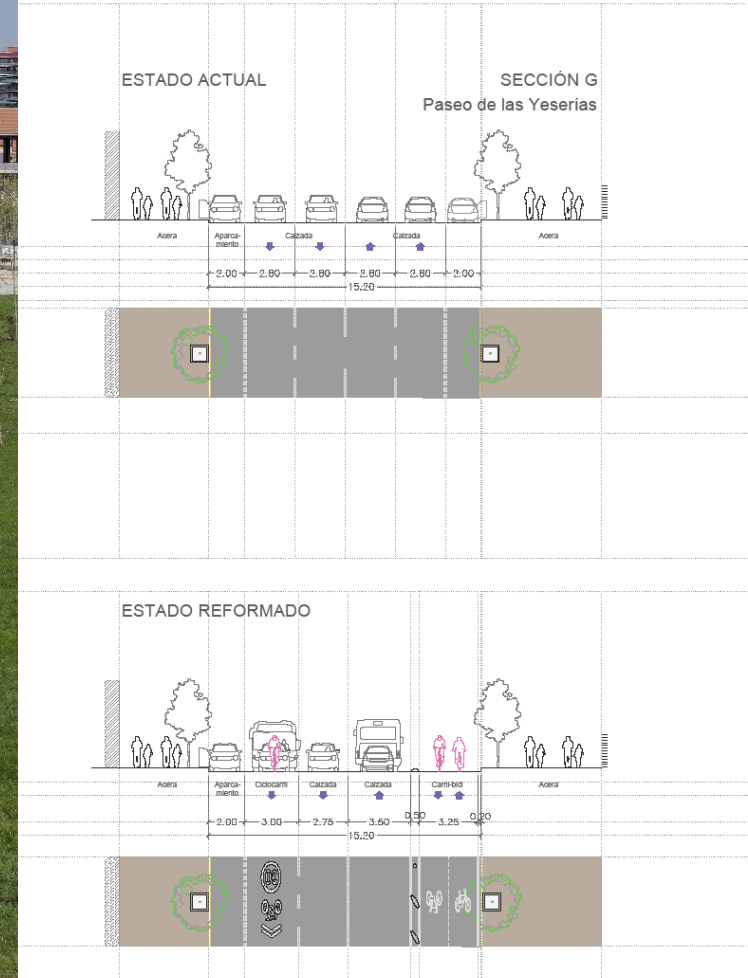 ESTADO ACTUAL
SECCIÓN G
Paseo de las Yeserías
Acera
Aparca-
miento
Calzada
Calzada
Acera
2.00 2.80 2.80 2.80 2.80 2.00
15.20
ESTADO REFORMADO
Acera
Aparca-
miento
Ciclocarril
Calzada
Calzada
Carril-bici
Acera
2.00 3.00 2.75 3.50 0.50 3.25 0.20
15.20
30